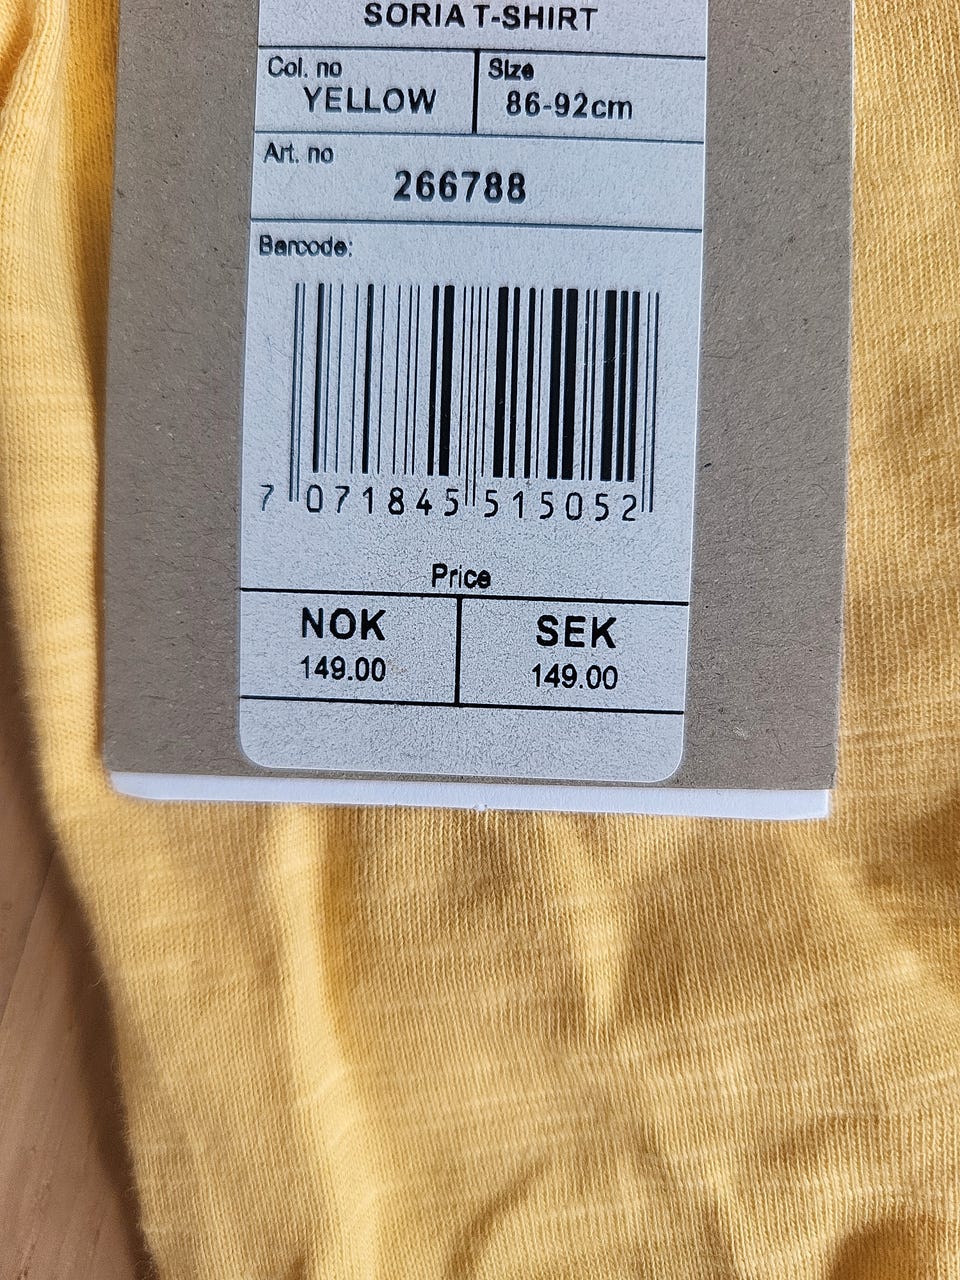 SORIA T-SHIRT
Col. no Size
YELLOW 86-92cm
Art. no
266788
Barcode:
7 071845 515052
Price
NOK SEK
149.00 149.00